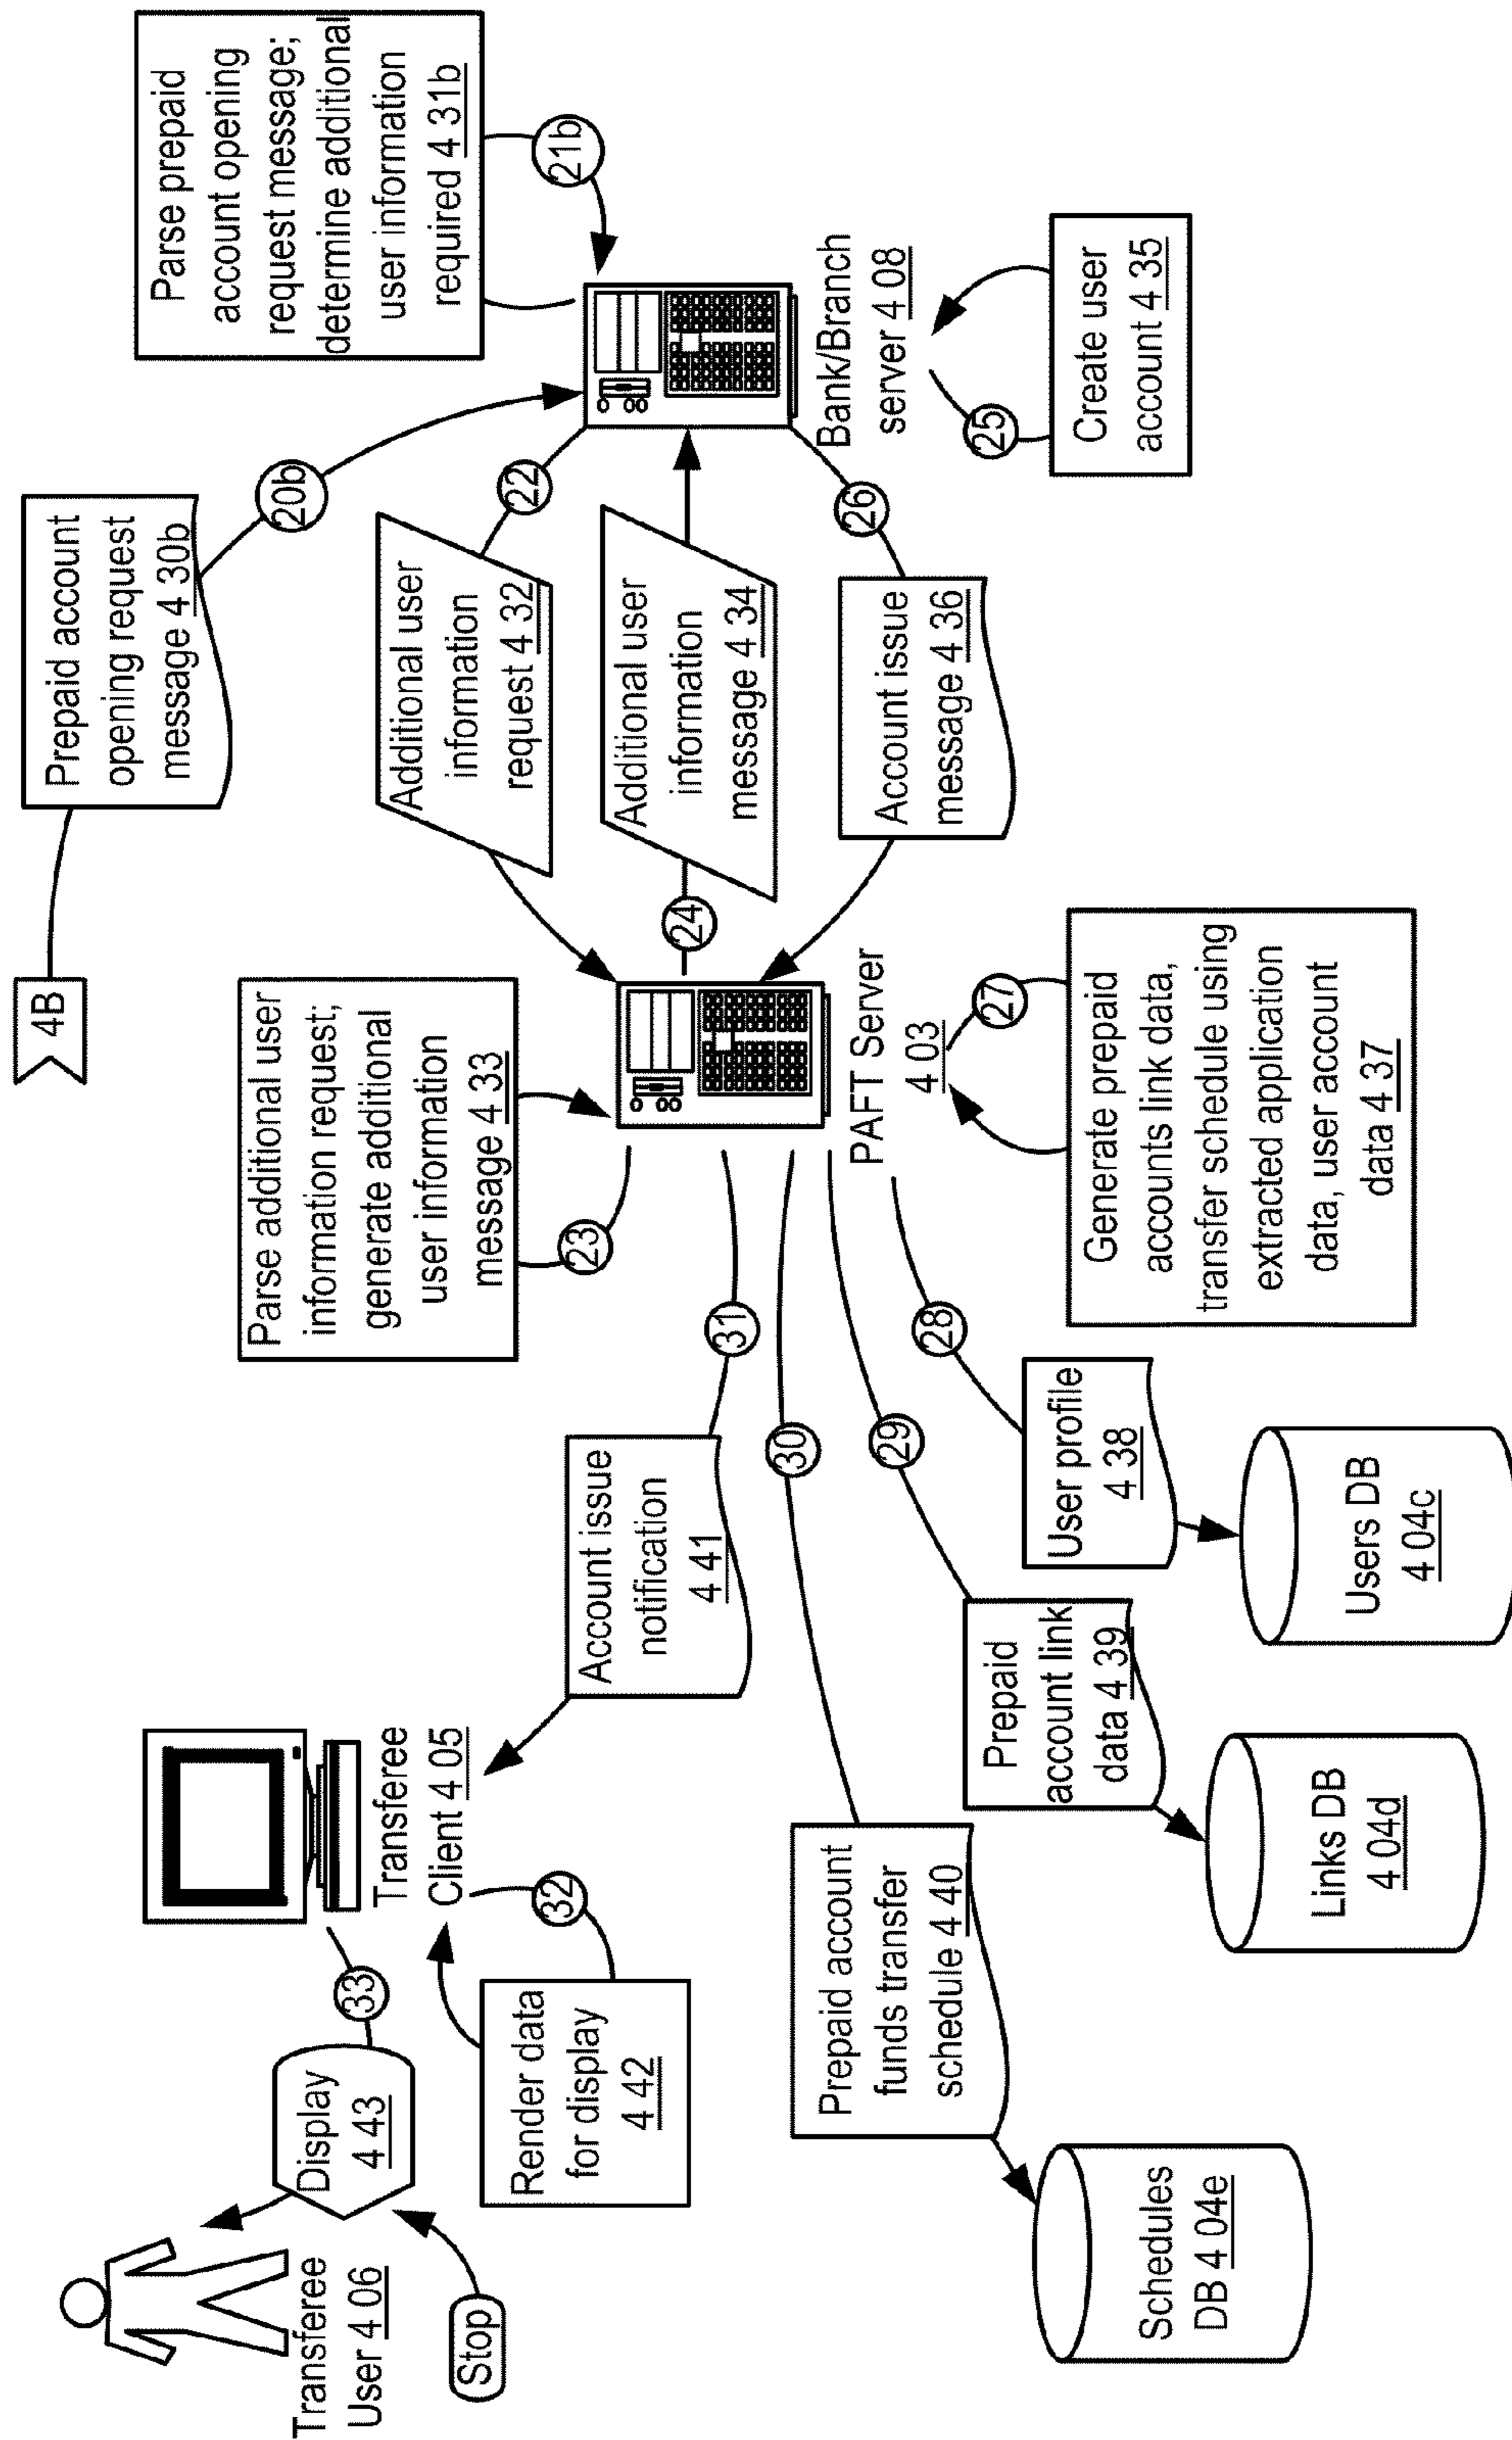 4B
Prepaid account
opening request
message 4 30b
20b
Parse prepaid
account opening
request message;
determine additional
user information
required 4 31b
21b
Bank/Branch
server 4 08
22
Additional user
information
request 4 32
Parse additional user
information request;
generate additional
user information
message 4 33
23
24
Additional user
information
message 4 34
25
Create user
account 4 35
26
Account issue
message 4 36
PAFT Server
4 03
27
Generate prepaid
accounts link data,
transfer schedule using
extracted application
data, user account
data 4 37
28
User profile
4 38
Users DB
4 04c
29
Prepaid
account link
data 4 39
Links DB
4 04d
30
Prepaid account
funds transfer
schedule 4 40
Schedules
DB 4 04e
31
Account issue
notification
4 41
Transferee
Client 4 05
32
Render data
for display
4 42
33
Display
4 43
Transferee
User 4 06
Stop